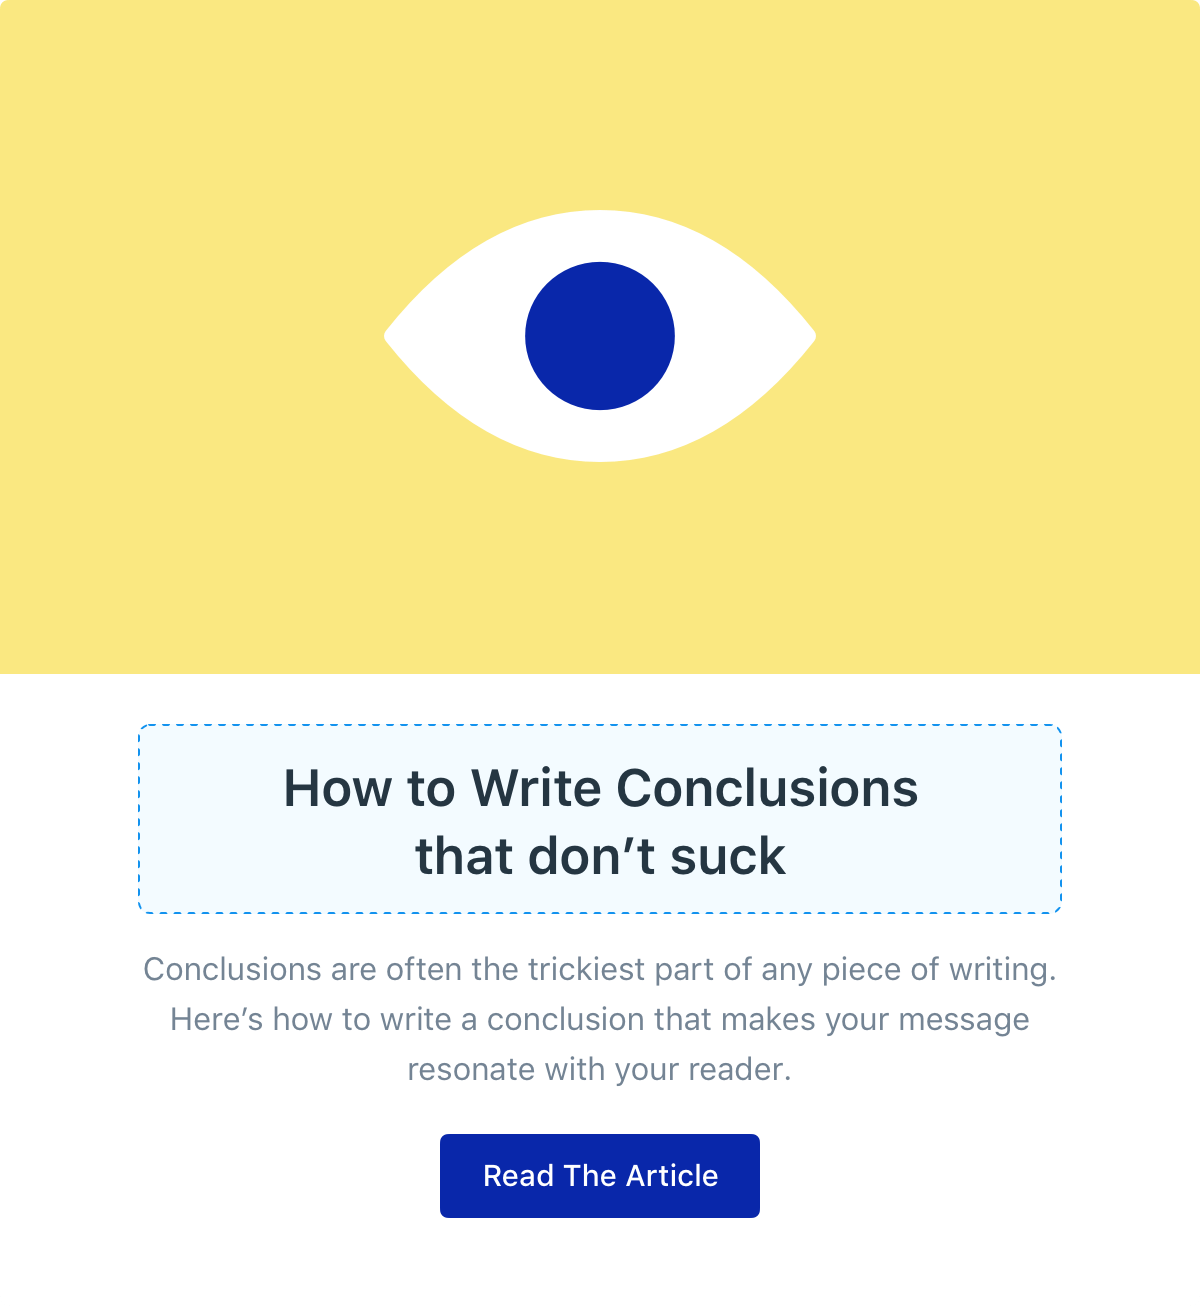 How to Write Conclusions
that don’t suck
Conclusions are often the trickiest part of any piece of writing.
Here’s how to write a conclusion that makes your message
resonate with your reader.
Read The Article